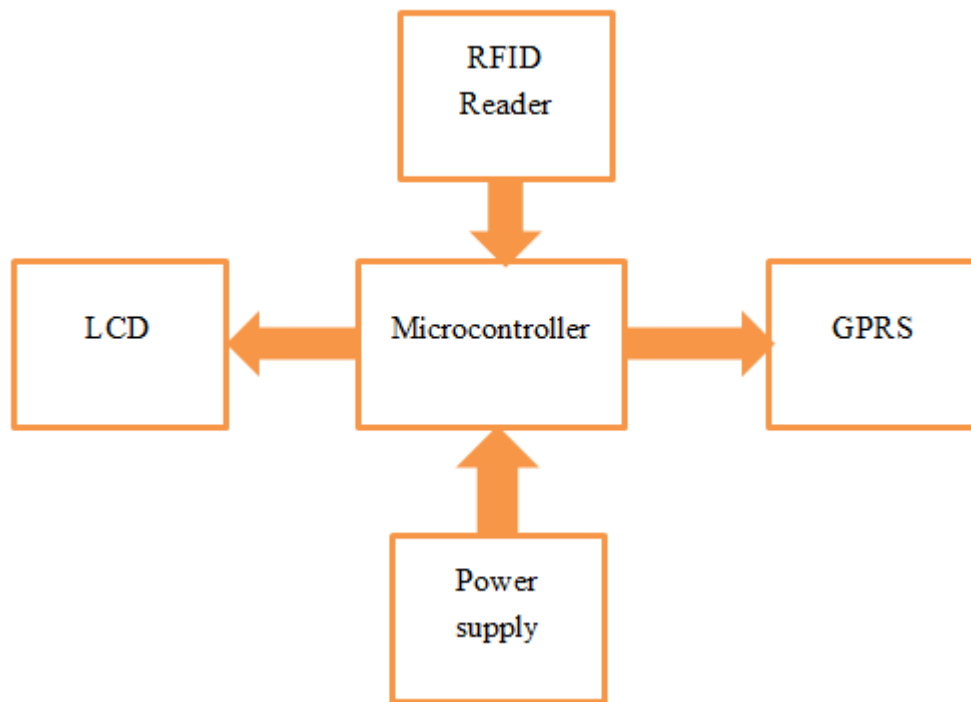 RFID
Reader
LCD
Microcontroller
GPRS
Power
supply